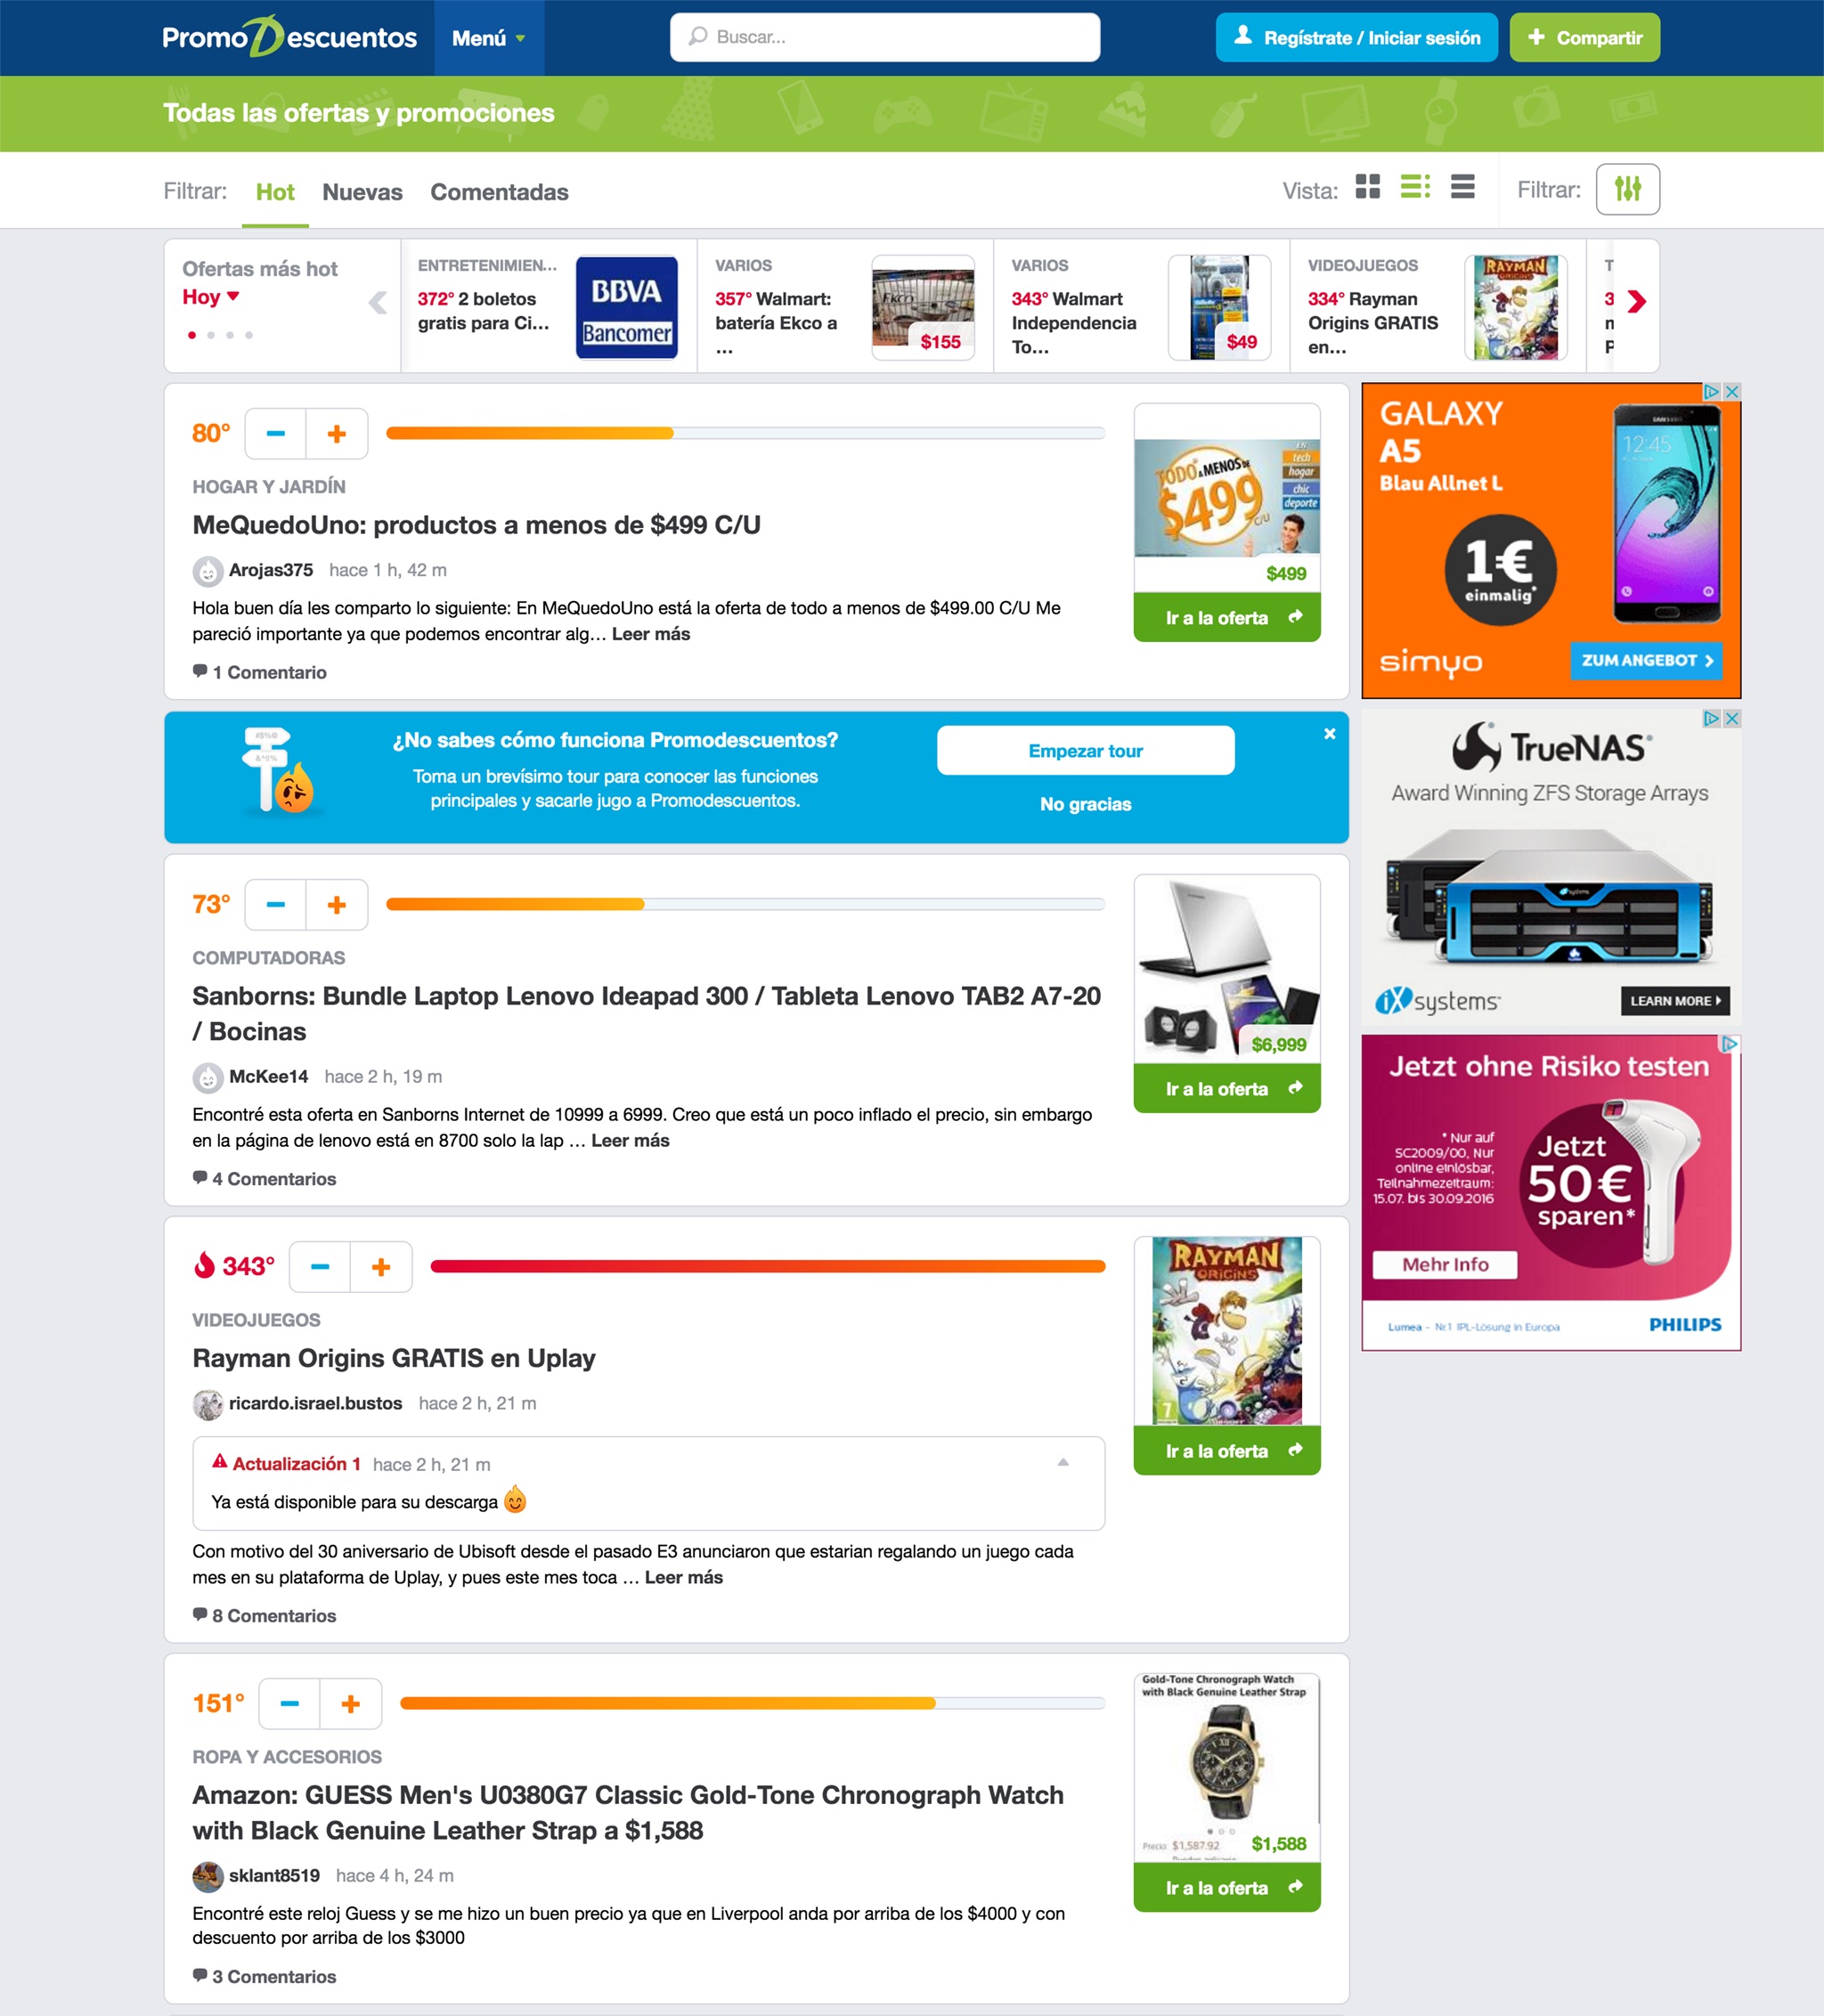 PromoDescuentos
Menú
Buscar...
Regístrate / Iniciar sesión
Compartir
Todas las ofertas y promociones
Filtrar:
Hot
Nuevas
Comentadas
Vista:
Filtrar:
Ofertas más hot
Hoy
ENTRETENIMIEN...
372° 2 boletos
gratis para Ci...
BBVA
Bancomer
VARIOS
357° Walmart:
batería Ekco a
...
$155
VARIOS
343° Walmart
Independencia
To...
$49
VIDEOJUEGOS
334° Rayman
Origins GRATIS
en...
RAYMAN
ORIGINS
80°
HOGAR Y JARDÍN
MeQuedoUno: productos a menos de $499 C/U
Arojas375 hace 1 h, 42 m
Hola buen día les comparto lo siguiente: En MeQuedoUno está la oferta de todo a menos de $499.00 C/U Me
pareció importante ya que podemos encontrar alg... Leer más
1 Comentario
EN
tech
hogar
chic
deporte
TODO A MENOS DE
$499
C/U
$499
Ir a la oferta
GALAXY
A5
Blau Allnet L
1€
einmalig*
SAMSUNG
12:45
simyo
ZUM ANGEBOT
¿No sabes cómo funciona Promodescuentos?
Toma un brevísimo tour para conocer las funciones
principales y sacarle jugo a Promodescuentos.
Empezar tour
No gracias
TrueNAS
Award Winning ZFS Storage Arrays
iXsystems
LEARN MORE
73°
COMPUTADORAS
Sanborns: Bundle Laptop Lenovo Ideapad 300 / Tableta Lenovo TAB2 A7-20
/ Bocinas
McKee14 hace 2 h, 19 m
Encontré esta oferta en Sanborns Internet de 10999 a 6999. Creo que está un poco inflado el precio, sin embargo
en la página de lenovo está en 8700 solo la lap ... Leer más
4 Comentarios
$6,999
Ir a la oferta
Jetzt ohne Risiko testen
* Nur auf
SC2009/00, Nur
online einlösbar,
Teilnahmezeitraum:
15.07. bis 30.09.2016
Jetzt
50€
sparen*
Mehr Info
Lumea – Nr.1 IPL-Lösung in Europa
PHILIPS
343°
VIDEOJUEGOS
Rayman Origins GRATIS en Uplay
ricardo.israel.bustos hace 2 h, 21 m
Actualización 1 hace 2 h, 21 m
Ya está disponible para su descarga
Con motivo del 30 aniversario de Ubisoft desde el pasado E3 anunciaron que estarian regalando un juego cada
mes en su plataforma de Uplay, y pues este mes toca ... Leer más
8 Comentarios
RAYMAN
ORIGINS
7
Ir a la oferta
151°
ROPA Y ACCESORIOS
Amazon: GUESS Men's U0380G7 Classic Gold-Tone Chronograph Watch
with Black Genuine Leather Strap a $1,588
sklant8519 hace 4 h, 24 m
Encontré este reloj Guess y se me hizo un buen precio ya que en Liverpool anda por arriba de los $4000 y con
descuento por arriba de los $3000
3 Comentarios
Gold-Tone Chronograph Watch
with Black Genuine Leather Strap
Precio: $1,587.92
$1,588
Ir a la oferta